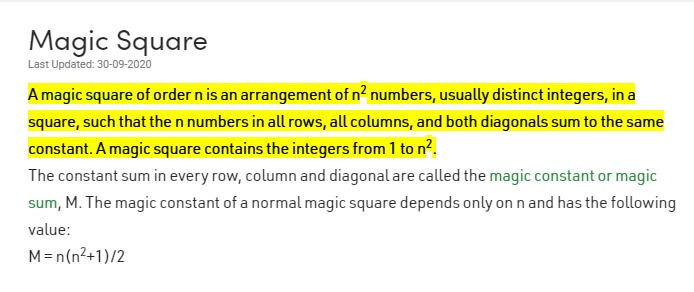 Magic Square
Last Updated: 30-09-2020
A magic square of order n is an arrangement of n² numbers, usually distinct integers, in a
square, such that the n numbers in all rows, all columns, and both diagonals sum to the same
constant. A magic square contains the integers from 1 to n².
The constant sum in every row, column and diagonal are called the magic constant or magic
sum, M. The magic constant of a normal magic square depends only on n and has the following
value:
M = n(n²+1)/2